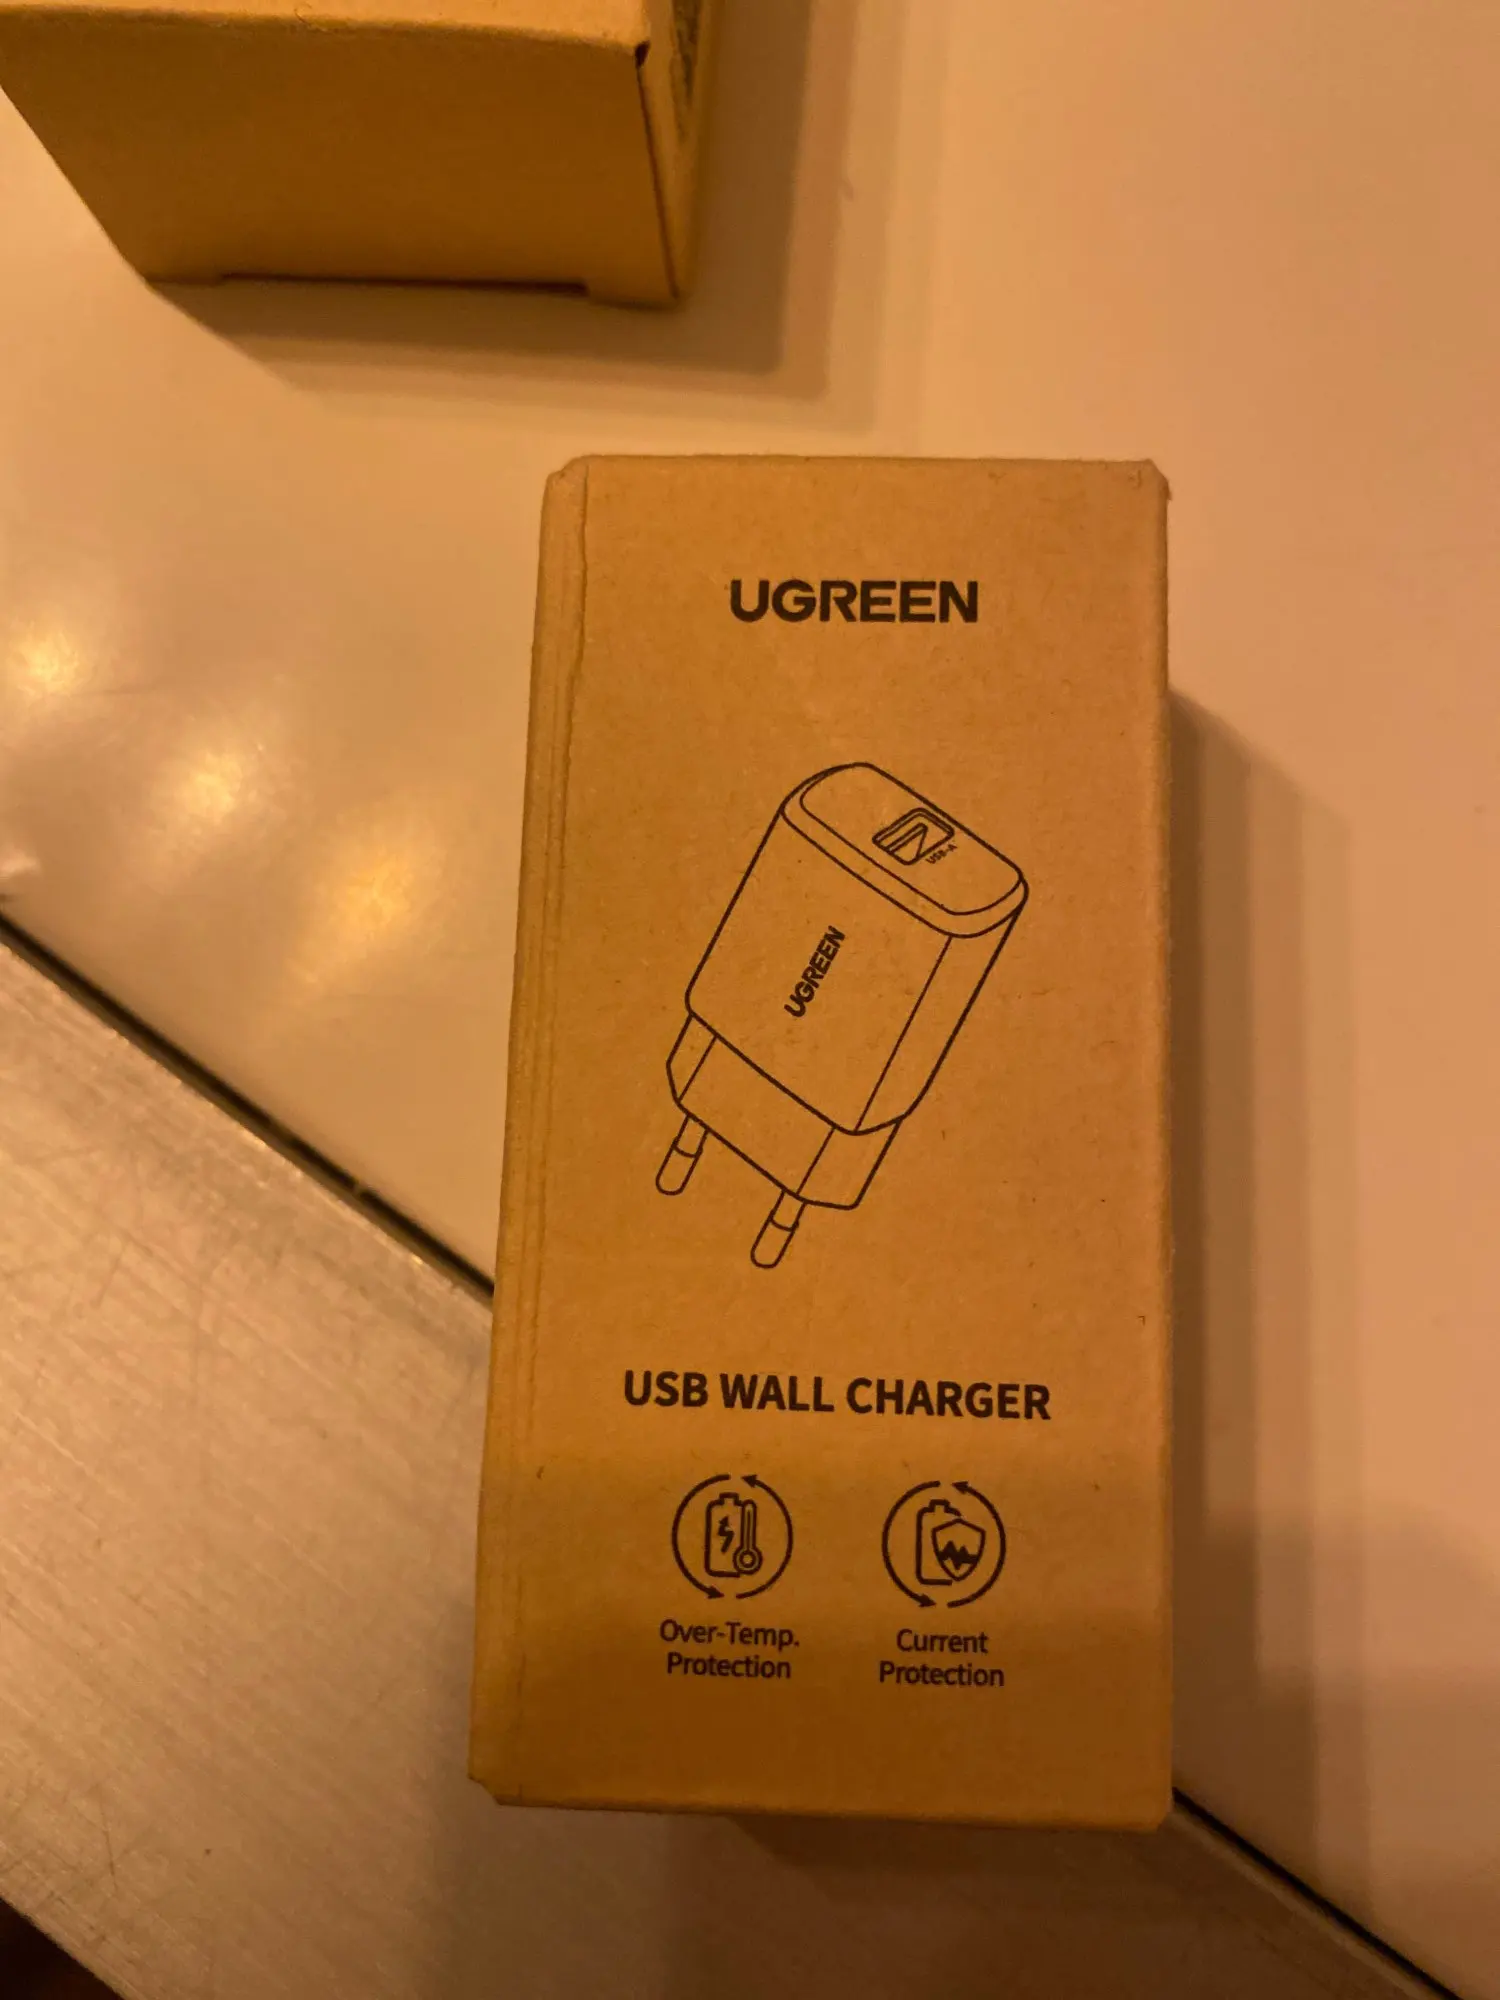 UGREEN
USB-A
UGREEN
USB WALL CHARGER
Over-Temp.
Protection
Current
Protection